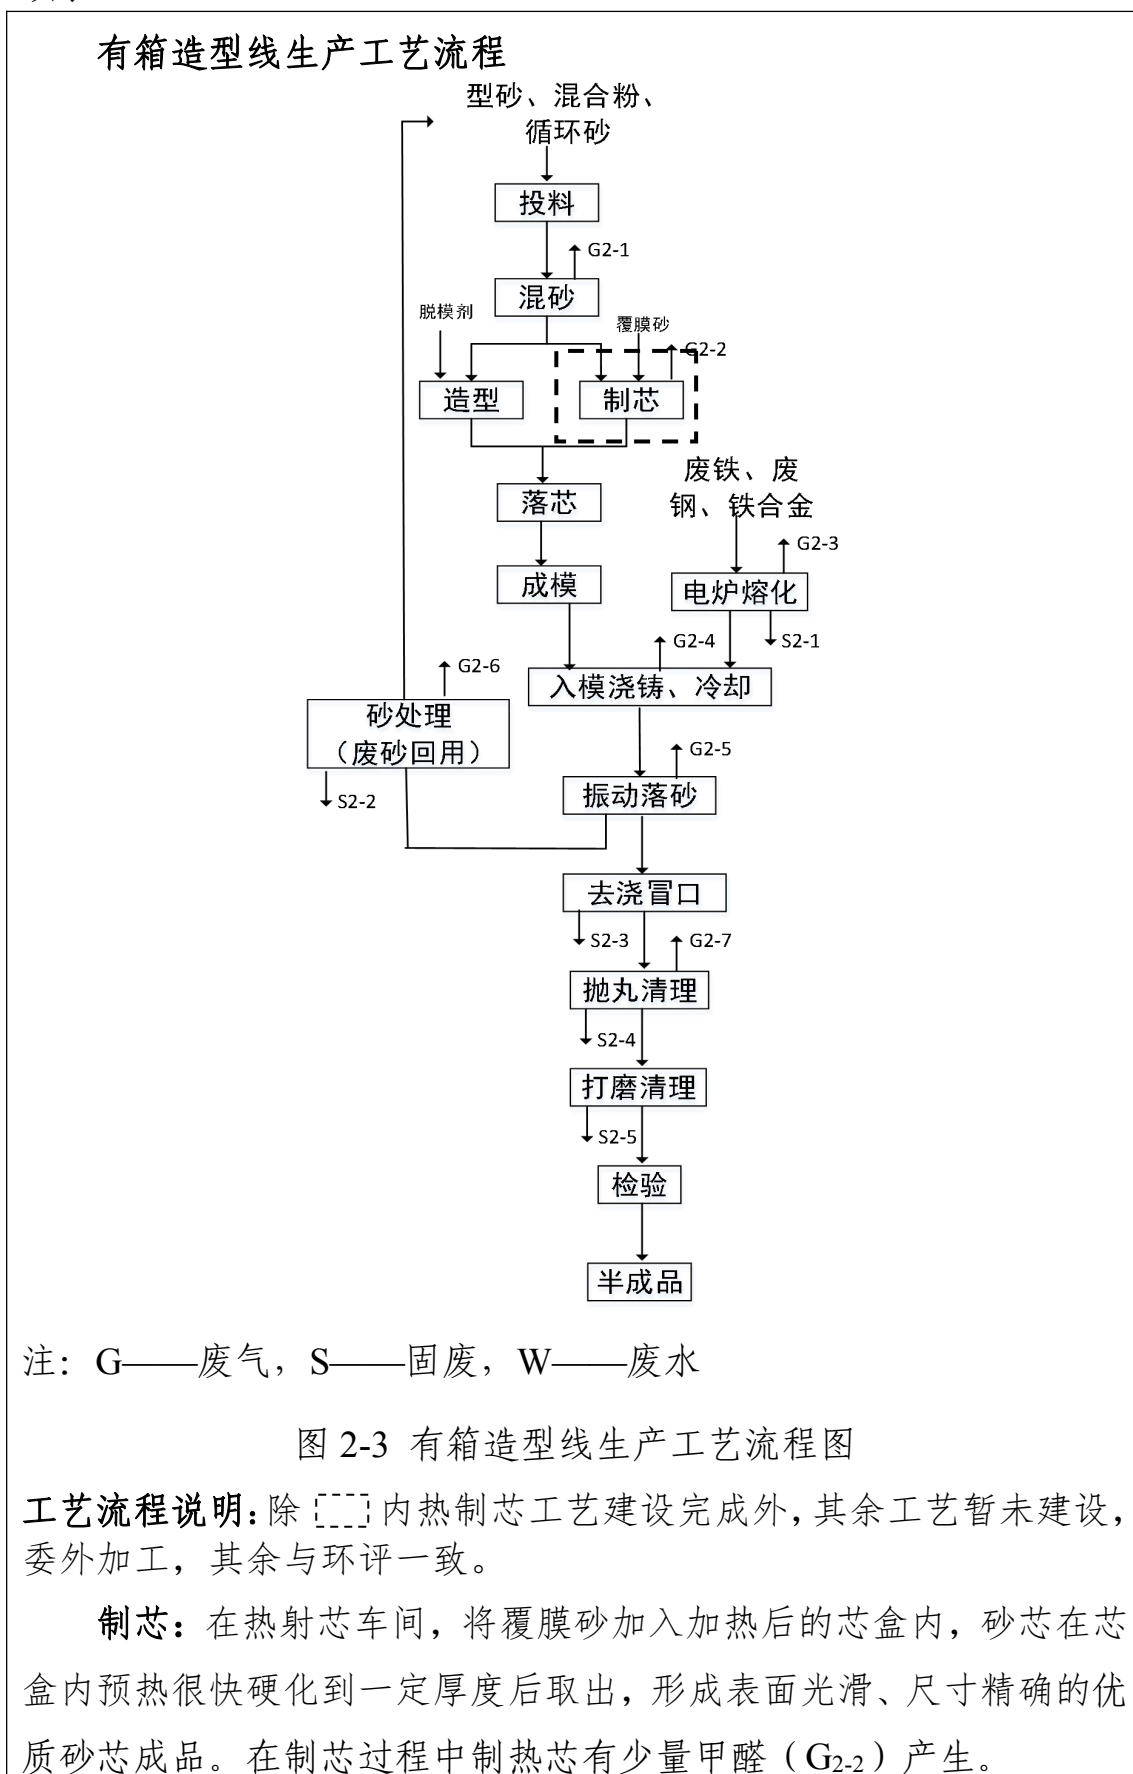 有箱造型线生产工艺流程
型砂、混合粉、
循环砂
投料
G2-1
混砂
脱模剂
覆膜砂
G2-2
造型
制芯
废铁、废
钢、铁合金
落芯
G2-3
成模
电炉熔化
G2-4
S2-1
G2-6
入模浇铸、冷却
砂处理
（废砂回用）
G2-5
S2-2
振动落砂
去浇冒口
S2-3
G2-7
抛丸清理
S2-4
打磨清理
S2-5
检验
半成品
注：G——废气，S——固废，W——废水
图 2-3 有箱造型线生产工艺流程图
工艺流程说明：除 内热制芯工艺建设完成外，其余工艺暂未建设，
委外加工，其余与环评一致。
制芯：在热射芯车间，将覆膜砂加入加热后的芯盒内，砂芯在芯
盒内预热很快硬化到一定厚度后取出，形成表面光滑、尺寸精确的优
质砂芯成品。在制芯过程中制热芯有少量甲醛（G2-2）产生。